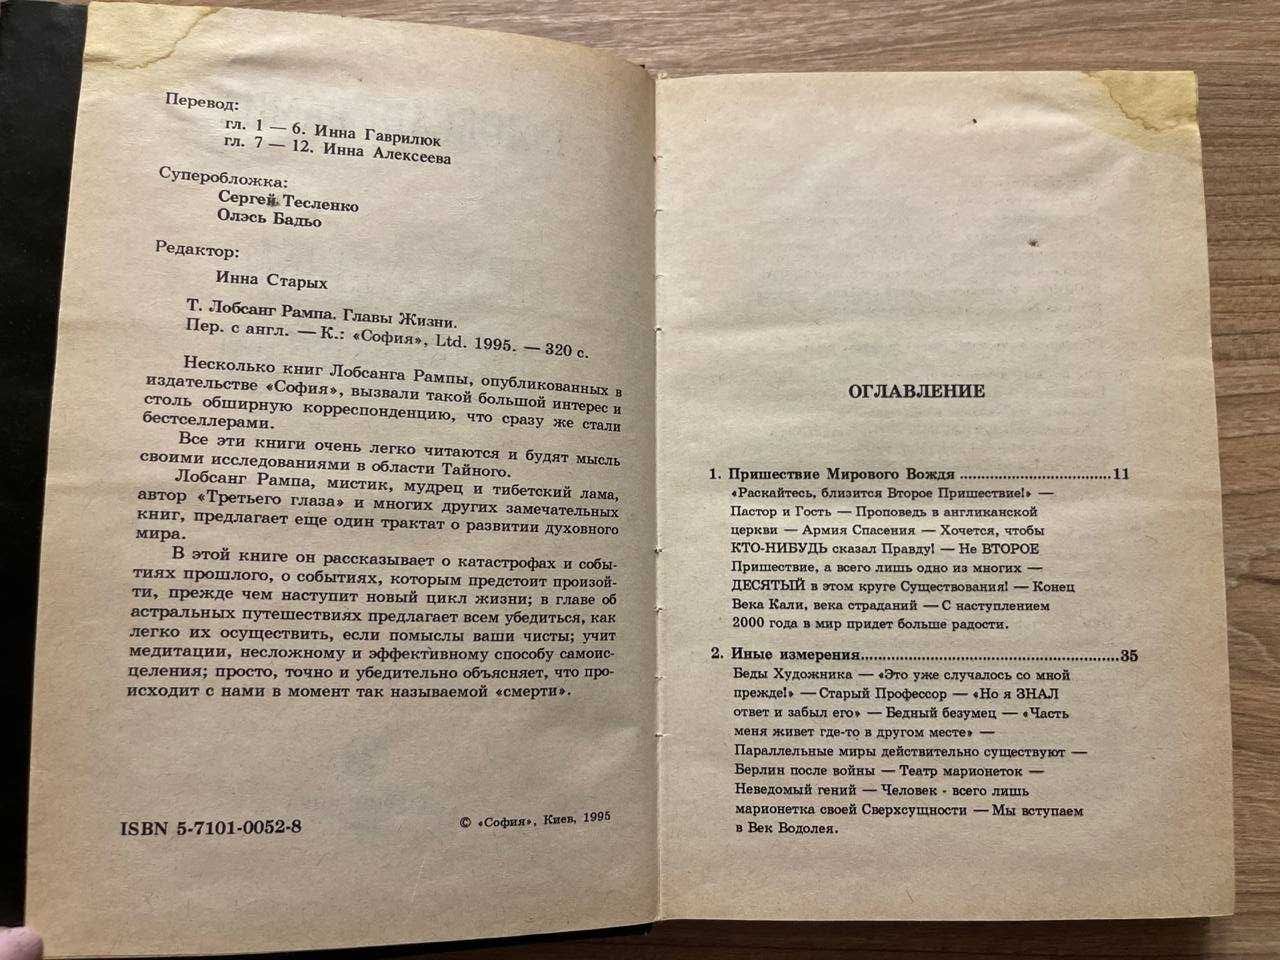 Перевод:
гл. 1 — 6. Инна Гаврилюк
гл. 7 — 12. Инна Алексеева
Суперобложка:
Сергей Тесленко
Олэсь Бадьо
Редактор:
Инна Старых
Т. Лобсанг Рампа. Главы Жизни.
Пер. с англ. — К.: «София», Ltd. 1995. — 320 с.
Несколько книг Лобсанга Рампы, опубликованных в
издательстве «София», вызвали такой большой интерес и
столь обширную корреспонденцию, что сразу же стали
бестселлерами.
Все эти книги очень легко читаются и будят мысль
своими исследованиями в области Тайного.
Лобсанг Рампа, мистик, мудрец и тибетский лама,
автор «Третьего глаза» и многих других замечательных
книг, предлагает еще один трактат о развитии духовного
мира.
В этой книге он рассказывает о катастрофах и собы-
тиях прошлого, о событиях, которым предстоит произой-
ти, прежде чем наступит новый цикл жизни; в главе об
астральных путешествиях предлагает всем убедиться, как
легко их осуществить, если помыслы ваши чисты; учит
медитации, несложному и эффективному способу самоис-
целения; просто, точно и убедительно объясняет, что про-
исходит с нами в момент так называемой «смерти».
ISBN 5-7101-0052-8
© «София», Киев, 1995
ОГЛАВЛЕНИЕ
1. Пришествие Мирового Вождя ...................................11
«Раскайтесь, близится Второе Пришествие!» —
Пастор и Гость — Проповедь в англиканской
церкви — Армия Спасения — Хочется, чтобы
КТО-НИБУДЬ сказал Правду! — Не ВТОРОЕ
Пришествие, а всего лишь одно из многих —
ДЕСЯТЫЙ в этом круге Существования! — Конец
Века Кали, века страданий — С наступлением
2000 года в мир придет больше радости.
2. Иные измерения..................................................35
Беды Художника — «Это уже случалось со мной
прежде!» — Старый Профессор — «Но я ЗНАЛ
ответ и забыл его» — Бедный безумец — «Часть
меня живет где-то в другом месте» —
Параллельные миры действительно существуют —
Берлин после войны — Театр марионеток —
Неведомый гений — Человек - всего лишь
марионетка своей Сверхсущности — Мы вступаем
в Век Водолея.